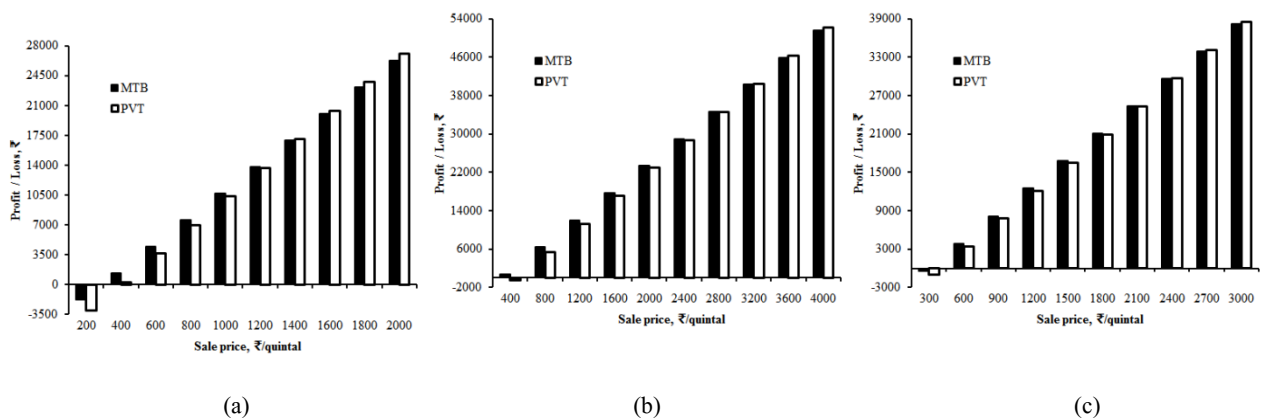 28000
24500
21000
17500
14000
10500
7000
3500
0
-3500
Profit / Loss, ₹
MTB
PVT
200 400 600 800 1000 1200 1400 1600 1800 2000
Sale price, ₹/quintal
(a)
54000
46000
38000
30000
22000
14000
6000
-2000
Profit / Loss, ₹
MTB
PVT
400 800 1200 1600 2000 2400 2800 3200 3600 4000
Sale price, ₹/quintal
(b)
39000
33000
27000
21000
15000
9000
3000
-3000
Profit / Loss, ₹
MTB
PVT
300 600 900 1200 1500 1800 2100 2400 2700 3000
Sale price, ₹/quintal
(c)